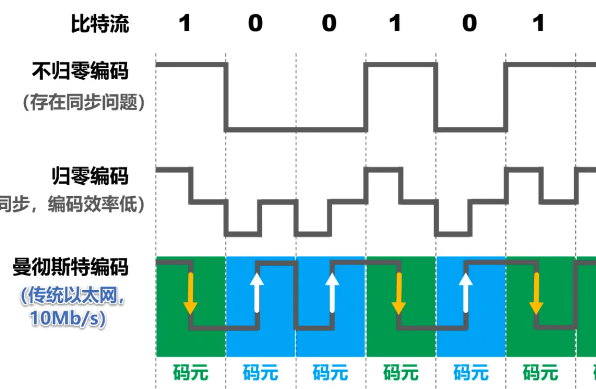 比特流 1 0 0 1 0 1
不归零编码
(存在同步问题)
归零编码
同步，编码效率低)
曼彻斯特编码
(传统以太网，
10Mb/s)
码元 码元 码元 码元 码元 码元